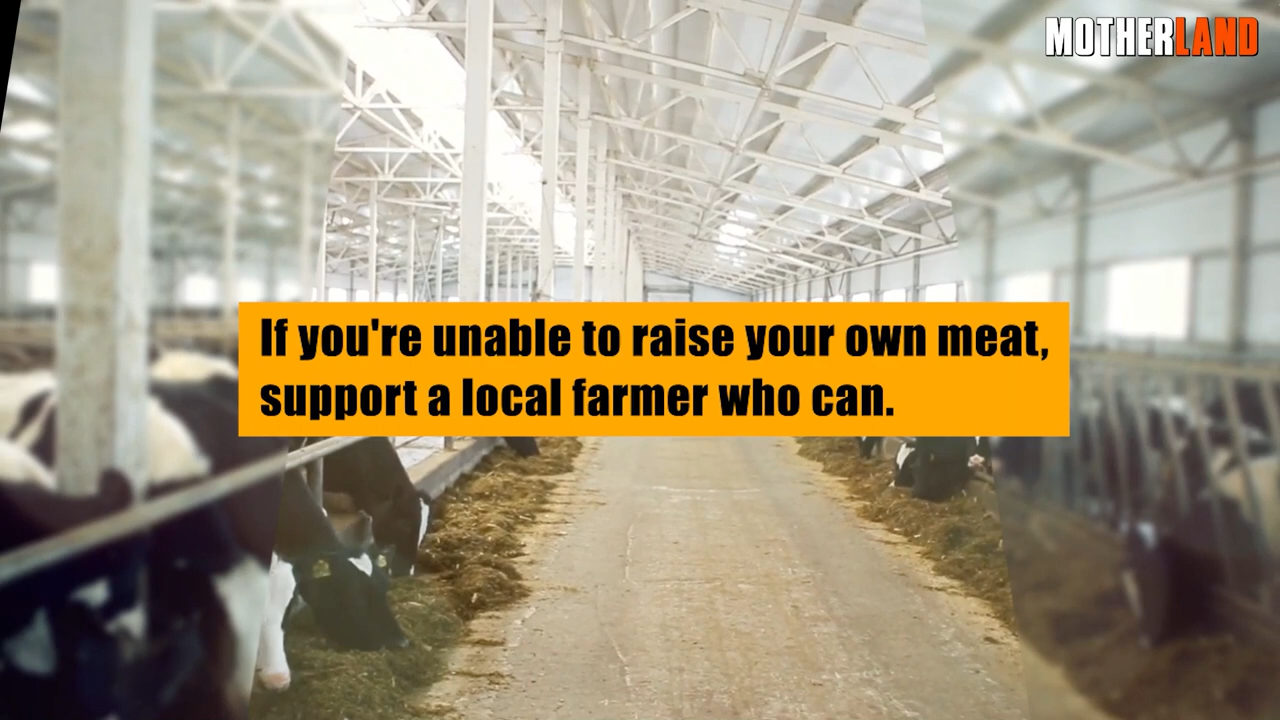 MOTHERLAND
If you're unable to raise your own meat,
support a local farmer who can.